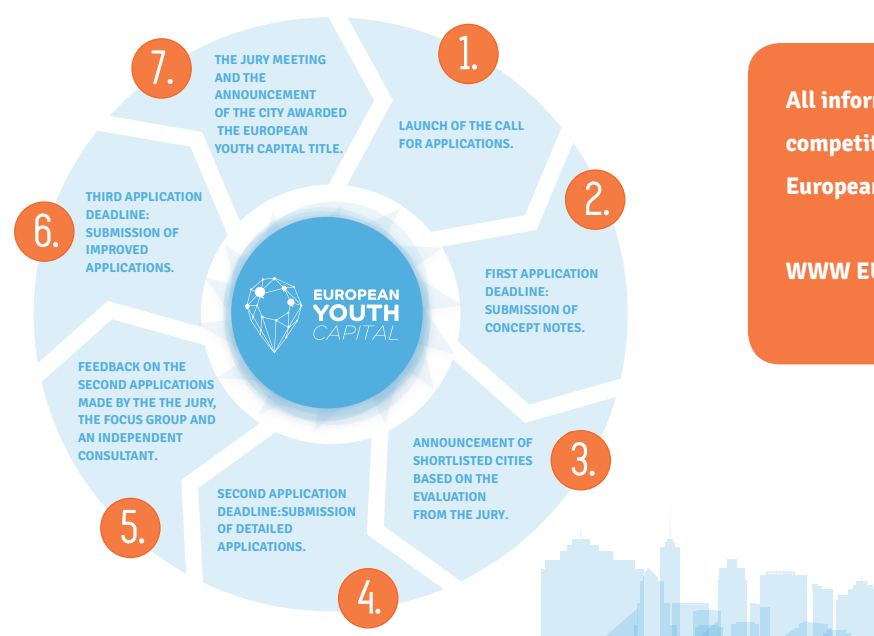 1.
LAUNCH OF THE CALL
FOR APPLICATIONS.
2.
FIRST APPLICATION
DEADLINE:
SUBMISSION OF
CONCEPT NOTES.
3.
ANNOUNCEMENT OF
SHORTLISTED CITIES
BASED ON THE
EVALUATION
FROM THE JURY.
4.
SECOND APPLICATION
DEADLINE:SUBMISSION
OF DETAILED
APPLICATIONS.
5.
FEEDBACK ON THE
SECOND APPLICATIONS
MADE BY THE THE JURY,
THE FOCUS GROUP AND
AN INDEPENDENT
CONSULTANT.
6.
THIRD APPLICATION
DEADLINE:
SUBMISSION OF
IMPROVED
APPLICATIONS.
7.
THE JURY MEETING
AND THE
ANNOUNCEMENT
OF THE CITY AWARDED
THE EUROPEAN
YOUTH CAPITAL TITLE.
EUROPEAN
YOUTH
CAPITAL
All
WWW